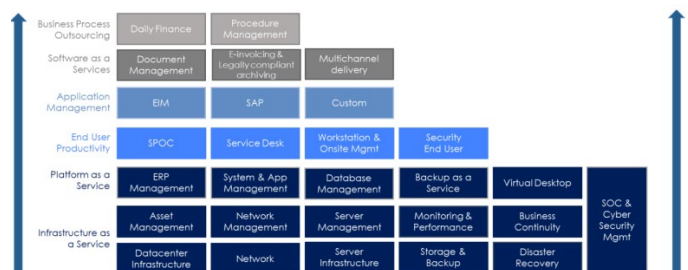 Business Process
Outsourcing
Daily Finance
Procedure
Management
Software as a
Services
Document
Management
E-invoicing &
Legally compliant
archiving
Multichannel
delivery
Application
Management
EIM
SAP
Custom
End User
Productivity
SPOC
Service Desk
Workstation &
Onsite Mgmt
Security
End User
Platform as a
Service
ERP
Management
System & App
Management
Database
Management
Backup as a
Service
Virtual Desktop
SOC &
Cyber
Security
Mgmt
Infrastructure as
a Service
Asset
Management
Network
Management
Server
Management
Monitoring &
Performance
Business
Continuity
Datacenter
Infrastructure
Network
Server
Infrastructure
Storage &
Backup
Disaster
Recovery